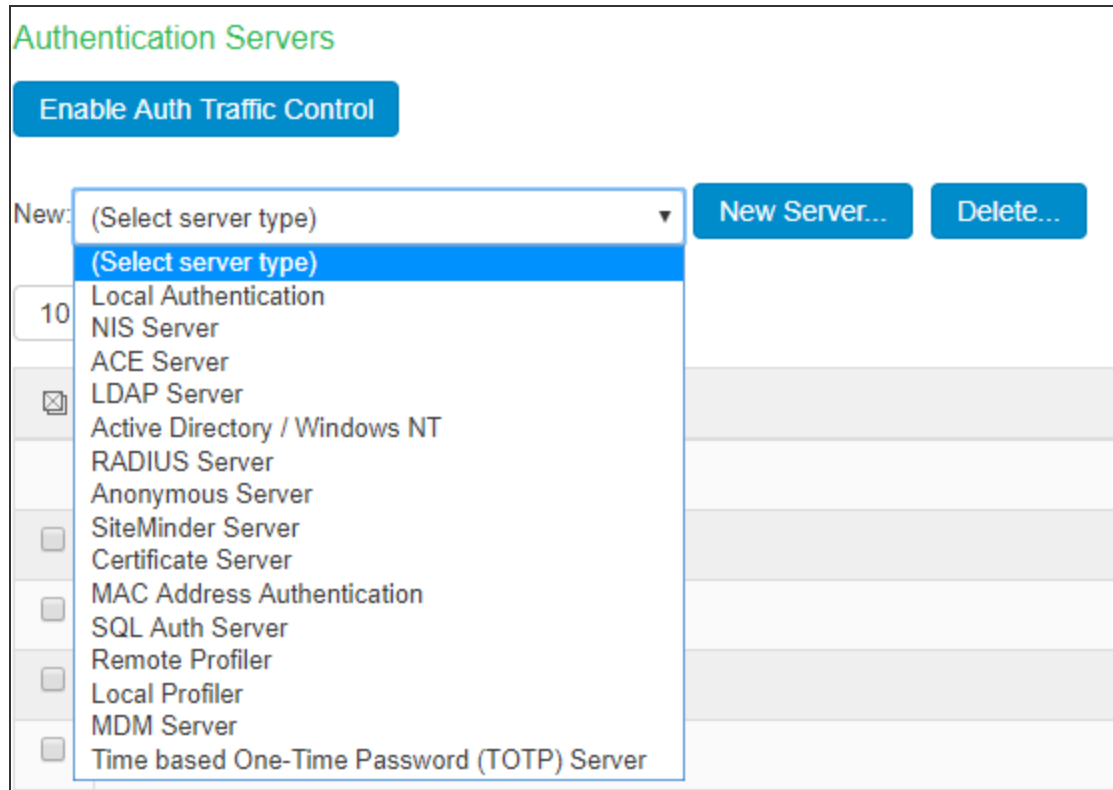 Authentication Servers
Enable Auth Traffic Control
New: (Select server type) ▼ New Server... Delete...
(Select server type)
Local Authentication
10
NIS Server
ACE Server
LDAP Server
Active Directory / Windows NT
RADIUS Server
Anonymous Server
SiteMinder Server
Certificate Server
MAC Address Authentication
SQL Auth Server
Remote Profiler
Local Profiler
MDM Server
Time based One-Time Password (TOTP) Server